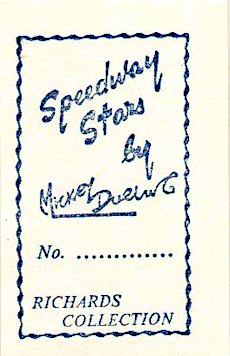 Speedway
Stars
by
No. ..............
RICHARDS
COLLECTION